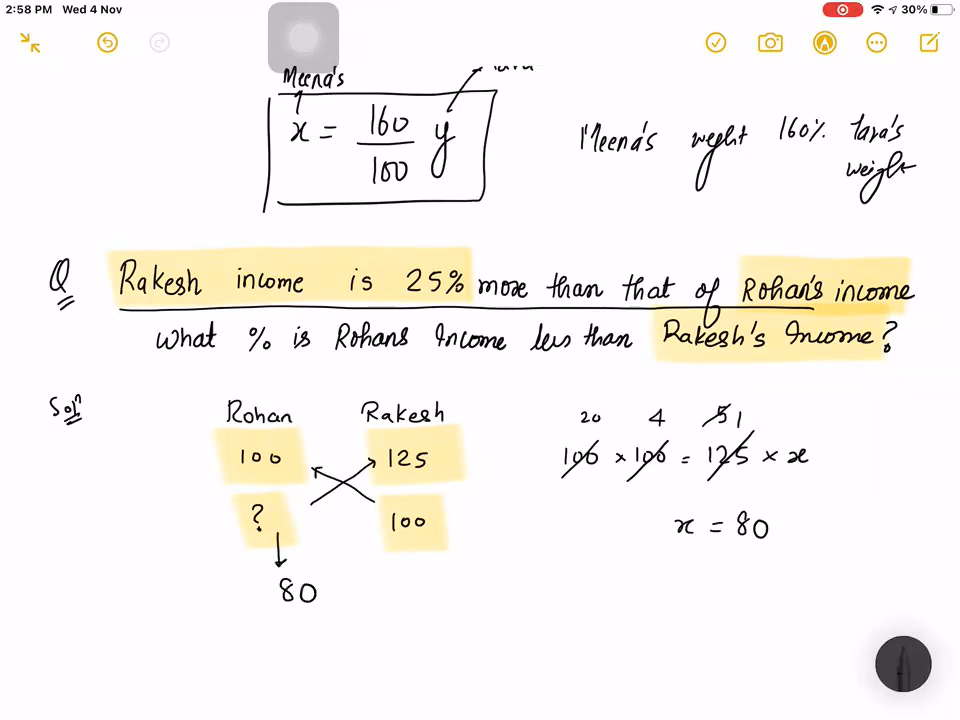 2:58 PM Wed 4 Nov
30%
Meena's
x = 160/100 y
Meena's weght 160% Tara's weight
Q Rakesh income is 25% more than that of Rohan's income
What % is Rohans Income less than Rakesh's Income?
Solⁿ
Rohan Rakesh
100 125
? 100
80
20 4 5 1
100 × 100 = 125 × x
x = 80